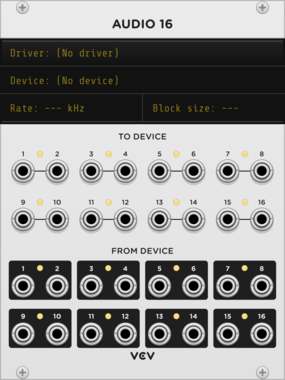 AUDIO 16
Driver: (No driver)
Device: (No device)
Rate: --- kHz Block size: ---
TO DEVICE
1 2 3 4 5 6 7 8
9 10 11 12 13 14 15 16
FROM DEVICE
1 2 3 4 5 6 7 8
9 10 11 12 13 14 15 16
VCV